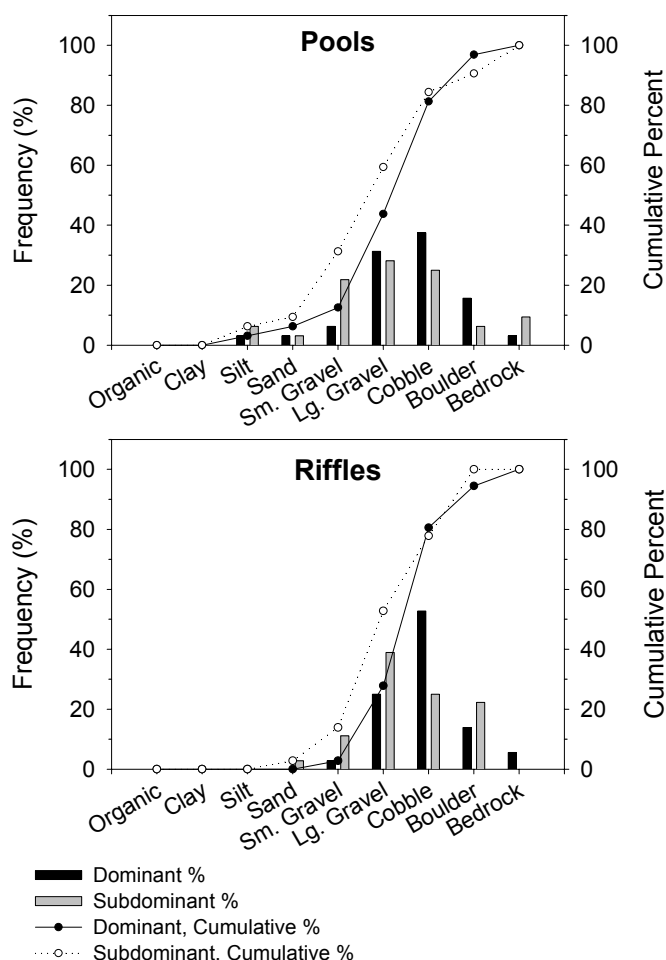 Pools
100
80
60
40
20
0
Frequency (%)
100
80
60
40
20
0
Cumulative Percent
Organic
Clay
Silt
Sand
Sm. Gravel
Lg. Gravel
Cobble
Boulder
Bedrock
Riffles
100
80
60
40
20
0
Frequency (%)
100
80
60
40
20
0
Cumulative Percent
Organic
Clay
Silt
Sand
Sm. Gravel
Lg. Gravel
Cobble
Boulder
Bedrock
Dominant %
Subdominant %
Dominant, Cumulative %
Subdominant, Cumulative %